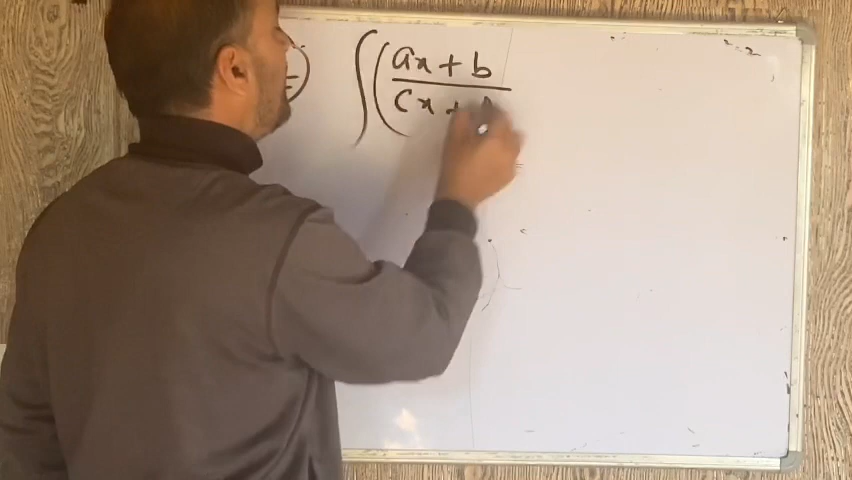 ∫(ax + b
cx +